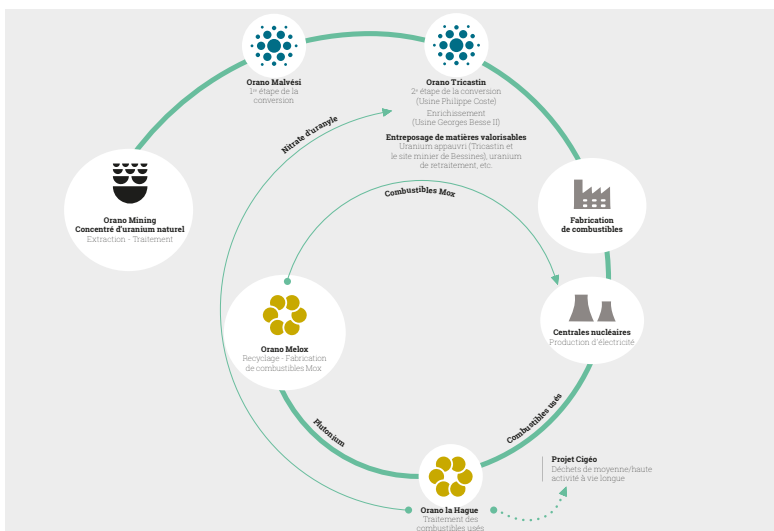 Orano Malvési
1re étape de la
conversion
Orano Tricastin
2e étape de la conversion
(Usine Philippe Coste)
Enrichissement
(Usine Georges Besse II)
Entreposage de matières valorisables
Uranium appauvri (Tricastin et
le site minier de Bessines), uranium
de retraitement, etc.
Nitrate d'uranyle
Combustibles Mox
Orano Mining
Concentré d'uranium naturel
Extraction - Traitement
Fabrication
de combustibles
Centrales nucléaires
Production d'électricité
Orano Melox
Recyclage - Fabrication
de combustibles Mox
Plutonium
Combustibles usés
Projet Cigéo
Déchets de moyenne/haute
activité à vie longue
Orano la Hague
Traitement des
combustibles usés